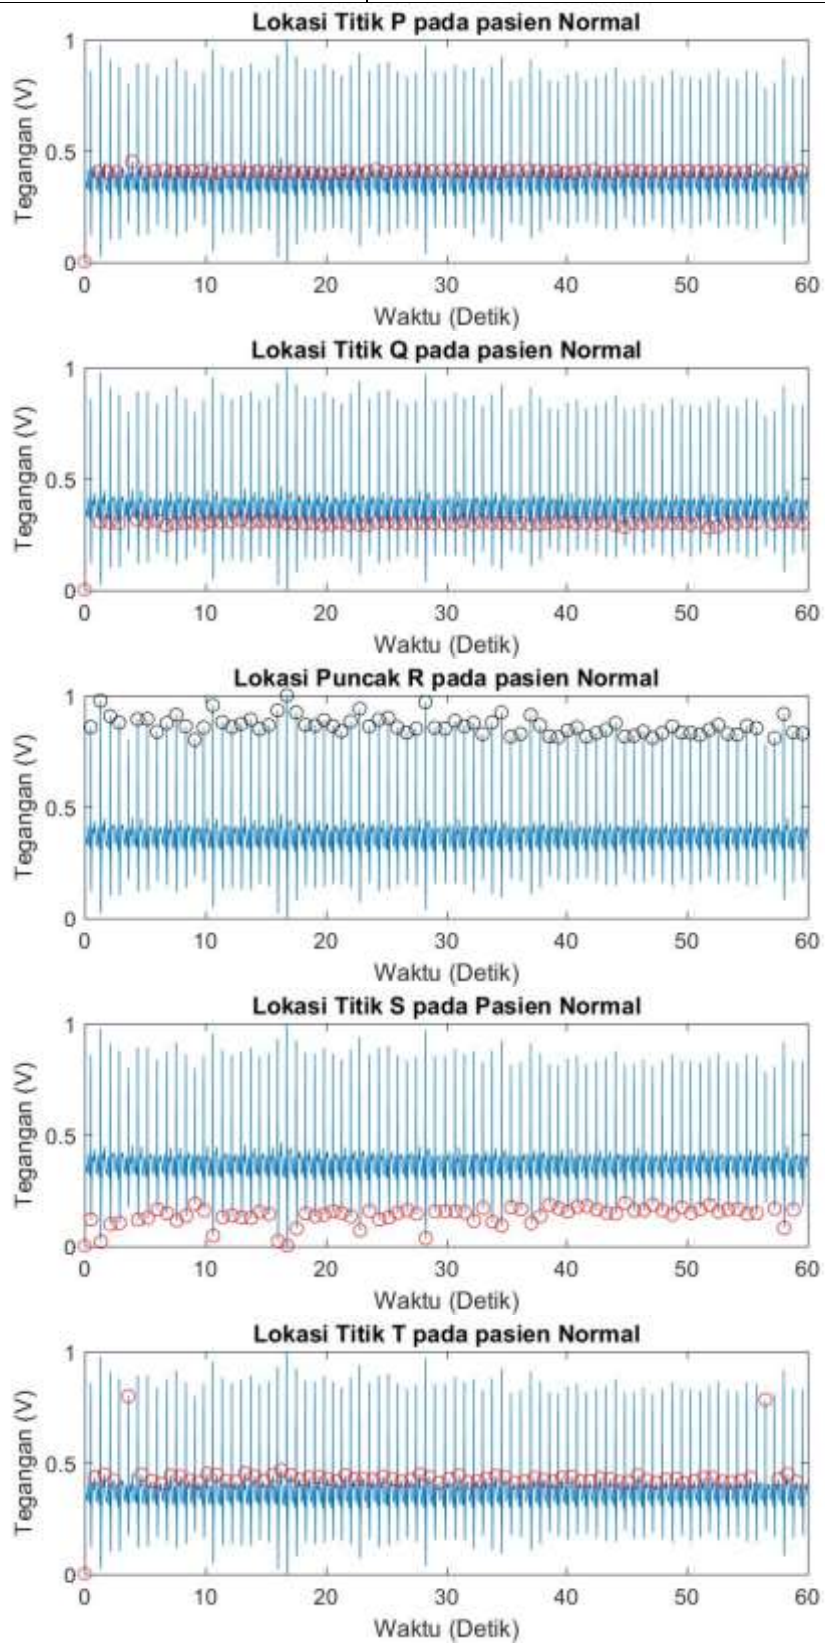 Lokasi Titik P pada pasien Normal
1
0.5
0
Tegangan (V)
0 10 20 30 40 50 60
Waktu (Detik)
Lokasi Titik Q pada pasien Normal
1
0.5
0
Tegangan (V)
0 10 20 30 40 50 60
Waktu (Detik)
Lokasi Puncak R pada pasien Normal
1
0.5
0
Tegangan (V)
0 10 20 30 40 50 60
Waktu (Detik)
Lokasi Titik S pada Pasien Normal
1
0.5
0
Tegangan (V)
0 10 20 30 40 50 60
Waktu (Detik)
Lokasi Titik T pada pasien Normal
1
0.5
0
Tegangan (V)
0 10 20 30 40 50 60
Waktu (Detik)